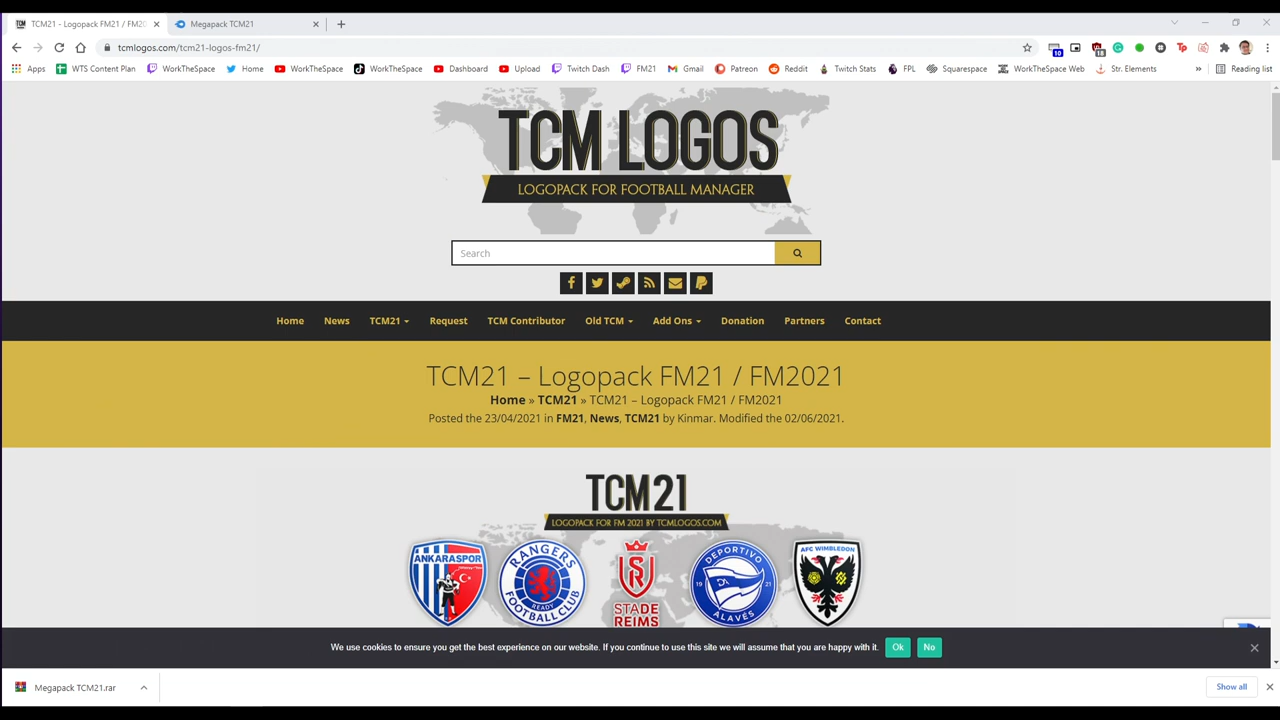 TCM21 - Logopack FM21 / FM20
Megapack TCM21
tcmlogos.com/tcm21-logos-fm21/
10
18
Apps
WTS Content Plan
WorkTheSpace
Home
WorkTheSpace
WorkTheSpace
Dashboard
Upload
Twitch Dash
FM21
Gmail
Patreon
Reddit
Twitch Stats
FPL
Squarespace
WorkTheSpace Web
Str. Elements
»
Reading list
TCM LOGOS
LOGOPACK FOR FOOTBALL MANAGER
Search
Home
News
TCM21
Request
TCM Contributor
Old TCM
Add Ons
Donation
Partners
Contact
TCM21 – Logopack FM21 / FM2021
Home » TCM21 » TCM21 – Logopack FM21 / FM2021
Posted the 23/04/2021 in FM21, News, TCM21 by Kinmar. Modified the 02/06/2021.
TCM21
LOGOPACK FOR FM 2021 BY TCMLOGOS.COM
ANKARASPOR
RANGERS
FOOTBALL CLUB
READY
STADE
REIMS
DEPORTIVO
19 21
ALAVÉS
AFC WIMBLEDON
We use cookies to ensure you get the best experience on our website. If you continue to use this site we will assume that you are happy with it.
Ok
No
Megapack TCM21.rar
Show all